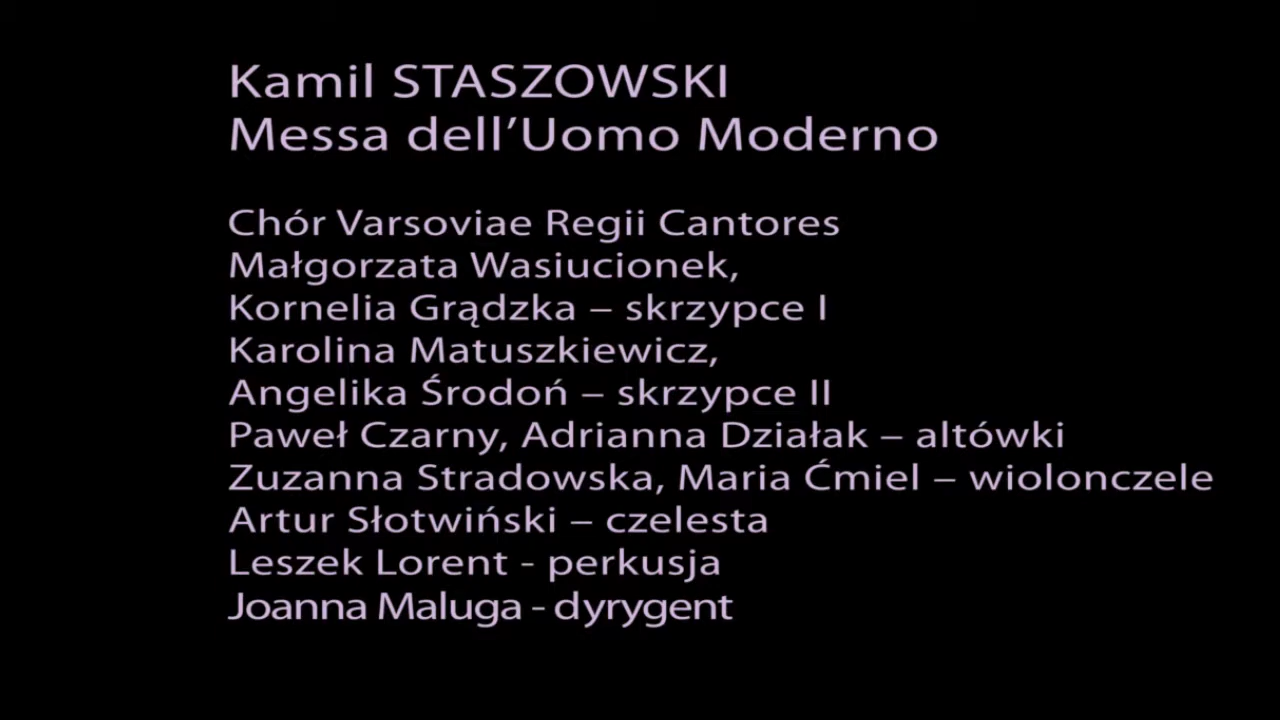 Kamil STASZOWSKI
Messa dell’Uomo Moderno
Chór Varsoviae Regii Cantores
Małgorzata Wasiucionek,
Kornelia Grądzka – skrzypce I
Karolina Matuszkiewicz,
Angelika Środoń – skrzypce II
Paweł Czarny, Adrianna Działak – altówki
Zuzanna Stradowska, Maria Ćmiel – wiolonczele
Artur Słotwiński – czelesta
Leszek Lorent - perkusja
Joanna Maluga - dyrygent